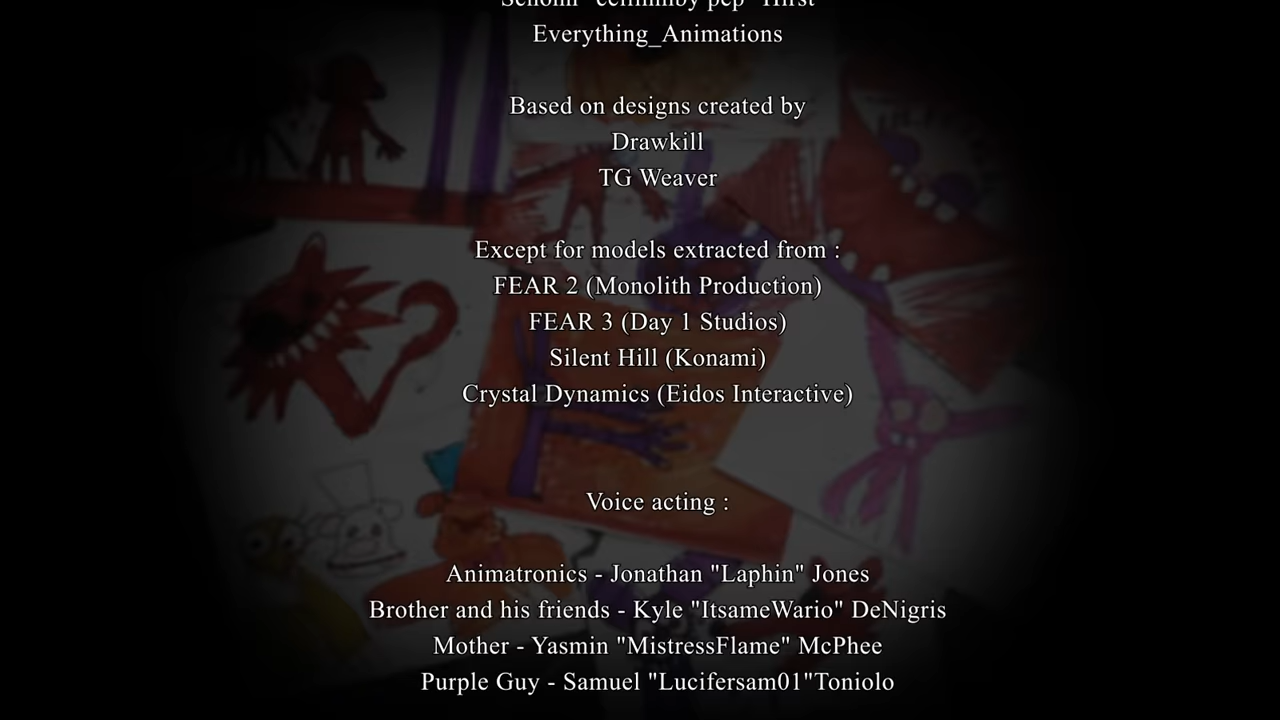 Everything_Animations
Based on designs created by
Drawkill
TG Weaver
Except for models extracted from :
FEAR 2 (Monolith Production)
FEAR 3 (Day 1 Studios)
Silent Hill (Konami)
Crystal Dynamics (Eidos Interactive)
Voice acting :
Animatronics - Jonathan "Laphin" Jones
Brother and his friends - Kyle "ItsameWario" DeNigris
Mother - Yasmin "MistressFlame" McPhee
Purple Guy - Samuel "Lucifersam01"Toniolo